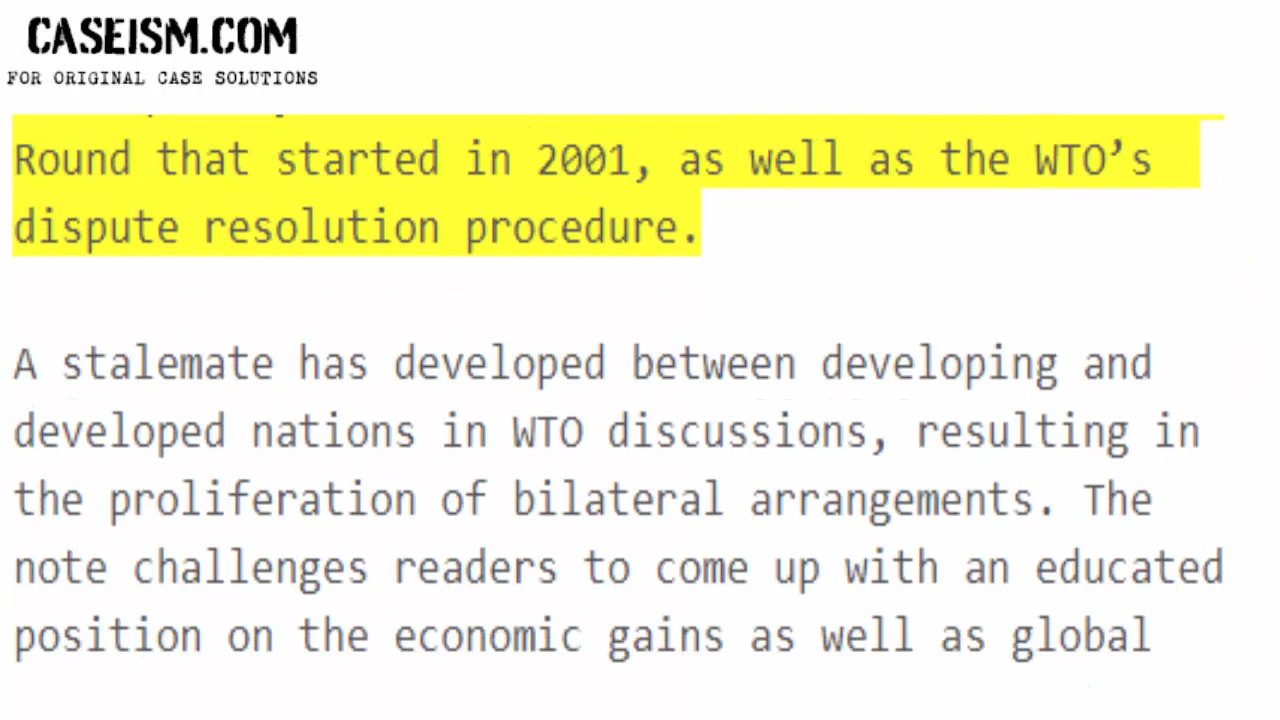 CASEISM.COM
FOR ORIGINAL CASE SOLUTIONS
Round that started in 2001, as well as the WTO’s
dispute resolution procedure.
A stalemate has developed between developing and
developed nations in WTO discussions, resulting in
the proliferation of bilateral arrangements. The
note challenges readers to come up with an educated
position on the economic gains as well as global